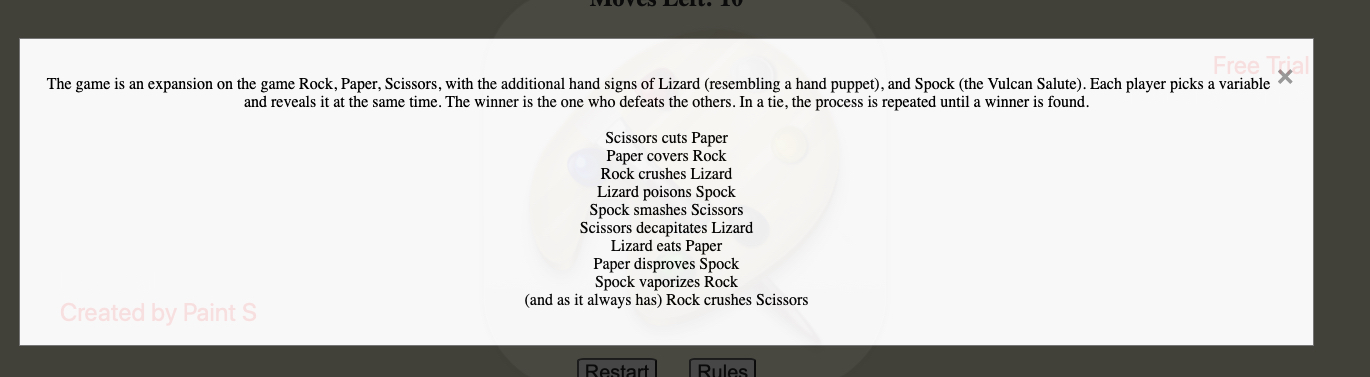 Moves Left: 10
Free Trial
×
The game is an expansion on the game Rock, Paper, Scissors, with the additional hand signs of Lizard (resembling a hand puppet), and Spock (the Vulcan Salute). Each player picks a variable
and reveals it at the same time. The winner is the one who defeats the others. In a tie, the process is repeated until a winner is found.
Scissors cuts Paper
Paper covers Rock
Rock crushes Lizard
Lizard poisons Spock
Spock smashes Scissors
Scissors decapitates Lizard
Lizard eats Paper
Paper disproves Spock
Spock vaporizes Rock
(and as it always has) Rock crushes Scissors
Created by Paint S
Restart Rules